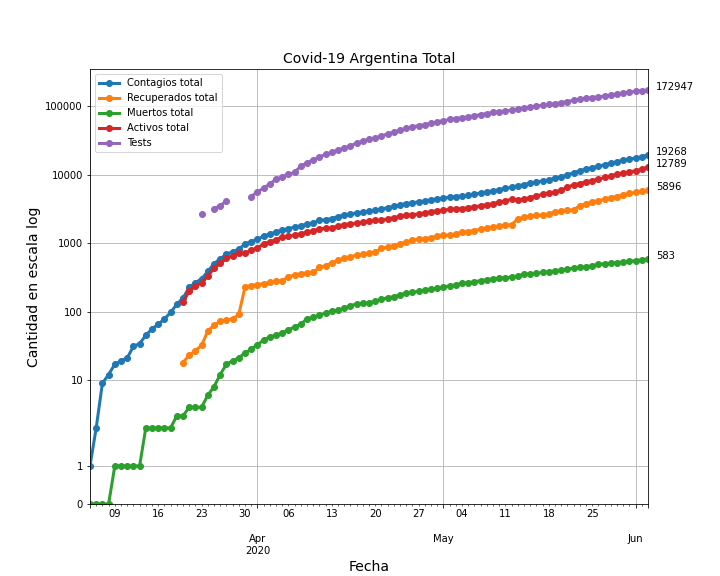 Covid-19 Argentina Total
Contagios total
Recuperados total
Muertos total
Activos total
Tests
Cantidad en escala log
100000
10000
1000
100
10
1
0
172947
19268
12789
5896
583
09 16 23 30 06 13 20 27 04 11 18 25
Apr May Jun
2020
Fecha